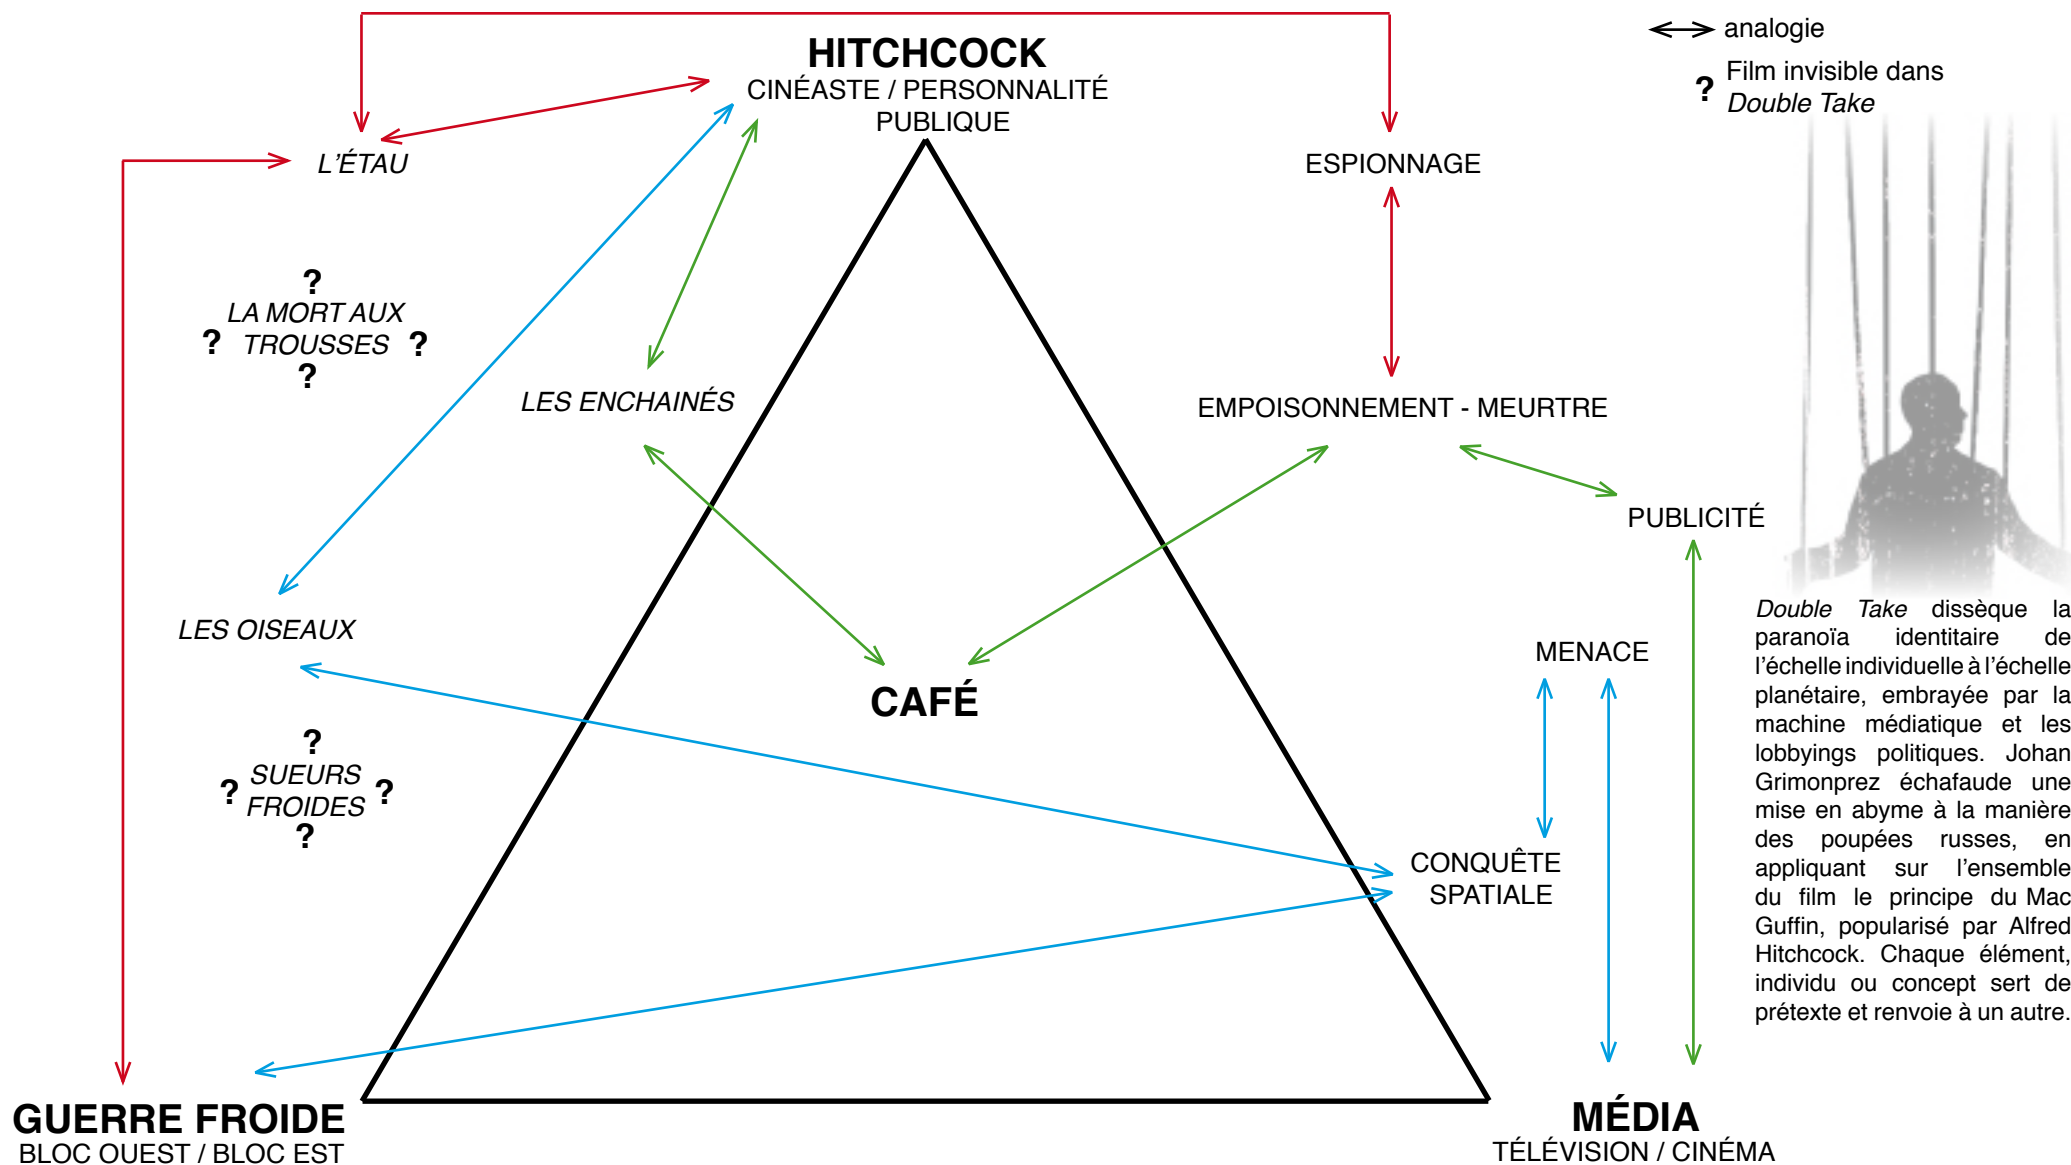 HITCHCOCK
CINÉASTE / PERSONNALITÉ
PUBLIQUE
analogie
? Film invisible dans
Double Take
L'ÉTAU
ESPIONNAGE
?
LA MORT AUX
? TROUSSES ?
?
LES ENCHAINÉS
EMPOISONNEMENT - MEURTRE
PUBLICITÉ
LES OISEAUX
MENACE
CAFÉ
?
SUEURS
? FROIDES ?
?
CONQUÊTE
SPATIALE
Double Take dissèque la
paranoïa identitaire de
l'échelle individuelle à l'échelle
planétaire, embrayée par la
machine médiatique et les
lobbyings politiques. Johan
Grimonprez échafaude une
mise en abyme à la manière
des poupées russes, en
appliquant sur l'ensemble
du film le principe du Mac
Guffin, popularisé par Alfred
Hitchcock. Chaque élément,
individu ou concept sert de
prétexte et renvoie à un autre.
GUERRE FROIDE
BLOC OUEST / BLOC EST
MÉDIA
TÉLÉVISION / CINÉMA